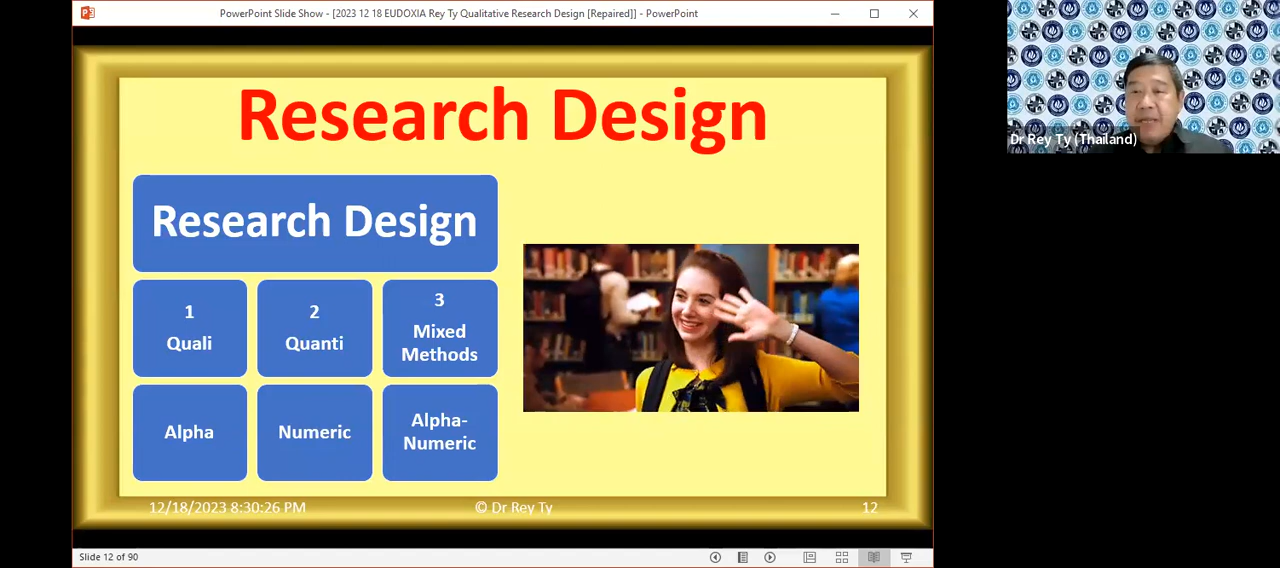 PowerPoint Slide Show - [2023 12 18 EUDOXIA Rey Ty Qualitative Research Design [Repaired]] - PowerPoint
Research Design
Research Design
1
Quali
2
Quanti
3
Mixed
Methods
Alpha
Numeric
Alpha-
Numeric
12/18/2023 8:30:26 PM
© Dr Rey Ty
12
Slide 12 of 90
Dr Rey Ty (Thailand)